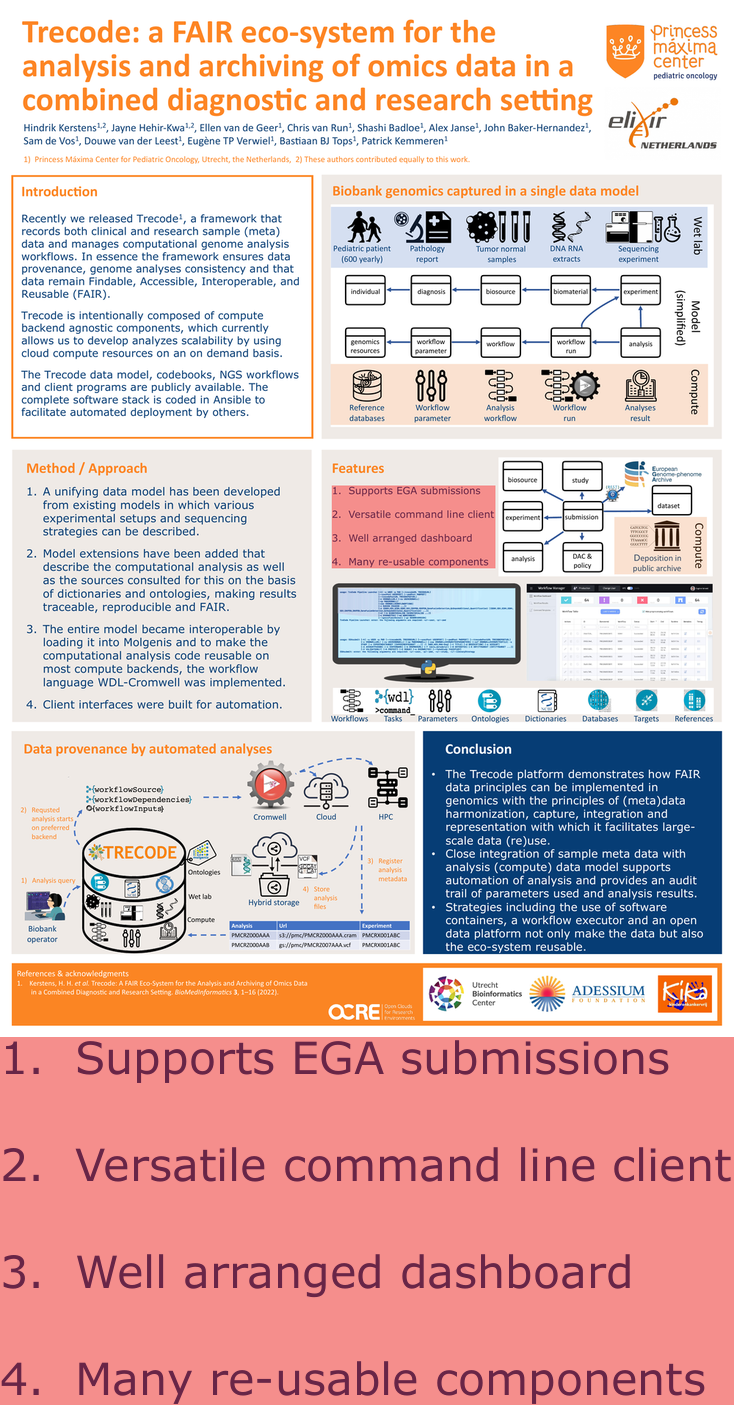 Trecode: a FAIR eco-system for the
analysis and archiving of omics data in a
combined diagnostic and research setting
Hindrik Kerstens1,2, Jayne Hehir-Kwa1,2, Ellen van de Geer1, Chris van Run1, Shashi Badloe1, Alex Janse1, John Baker-Hernandez1,
Sam de Vos1, Douwe van der Leest1, Eugène TP Verwiel1, Bastiaan BJ Tops1, Patrick Kemmeren1
1) Princess Máxima Center for Pediatric Oncology, Utrecht, the Netherlands, 2) These authors contributed equally to this work.
Princess
máxima
center
pediatric oncology
elixir
NETHERLANDS
Introduction
Recently we released Trecode1, a framework that
records both clinical and research sample (meta)
data and manages computational genome analysis
workflows. In essence the framework ensures data
provenance, genome analyses consistency and that
data remain Findable, Accessible, Interoperable, and
Reusable (FAIR).
Trecode is intentionally composed of compute
backend agnostic components, which currently
allows us to develop analyzes scalability by using
cloud compute resources on an on demand basis.
The Trecode data model, codebooks, NGS workflows
and client programs are publicly available. The
complete software stack is coded in Ansible to
facilitate automated deployment by others.
Biobank genomics captured in a single data model
Pediatric patient
(600 yearly)
Pathology
report
Tumor normal
samples
DNA RNA
extracts
Sequencing
experiment
Wet lab
individual
diagnosis
biosource
biomaterial
experiment
Model
(simplified)
genomics
resources
workflow
parameter
workflow
workflow
run
analysis
Reference
databases
Workflow
parameter
Analysis
workflow
Workflow
run
Analyses
result
Compute
Method / Approach
1. A unifying data model has been developed
from existing models in which various
experimental setups and sequencing
strategies can be described.
2. Model extensions have been added that
describe the computational analysis as well
as the sources consulted for this on the basis
of dictionaries and ontologies, making results
traceable, reproducible and FAIR.
3. The entire model became interoperable by
loading it into Molgenis and to make the
computational analysis code reusable on
most compute backends, the workflow
language WDL-Cromwell was implemented.
4. Client interfaces were built for automation.
Features
1. Supports EGA submissions
2. Versatile command line client
3. Well arranged dashboard
4. Many re-usable components
biosource
study
European
Genome-phenome
Archive
dataset
experiment
submission
analysis
DAC &
policy
Deposition in
public archive
Compute
Workflow Manager
{wdl}
>command_
Workflows
Tasks
Parameters
Ontologies
Dictionaries
Databases
Targets
References
Data provenance by automated analyses
{workflowSource}
{workflowDependencies}
{workflowInputs}
2) Requsted
analysis starts
on preferred
backend
Cromwell
Cloud
HPC
TRECODE
Ontologies
1) Analysis query
Wet lab
Compute
Biobank
operator
VCF
Hybrid storage
4) Store
analysis
files
3) Register
analysis
metadata
Analysis Url Experiment
PMCRZ000AAA s3://pmc/PMCRZ000AAA.cram PMCRX001ABC
PMCRZ000AAB gs://pmc/PMCRZ007AAA.vcf PMCRX001ABC
Conclusion
• The Trecode platform demonstrates how FAIR
data principles can be implemented in
genomics with the principles of (meta)data
harmonization, capture, integration and
representation with which it facilitates large-
scale data (re)use.
• Close integration of sample meta data with
analysis (compute) data model supports
automation of analysis and provides an audit
trail of parameters used and analysis results.
• Strategies including the use of software
containers, a workflow executor and an open
data platform not only make the data but also
the eco-system reusable.
References & acknowledgments
1. Kerstens, H. H. et al. Trecode: A FAIR Eco-System for the Analysis and Archiving of Omics Data
in a Combined Diagnostic and Research Setting. BioMedInformatics 3, 1–16 (2022).
OCRE
Open Clouds
for Research
Environments
Utrecht
Bioinformatics
Center
ADESSIUM
FOUNDATION
KiKa
1. Supports EGA submissions
2. Versatile command line client
3. Well arranged dashboard
4. Many re-usable components